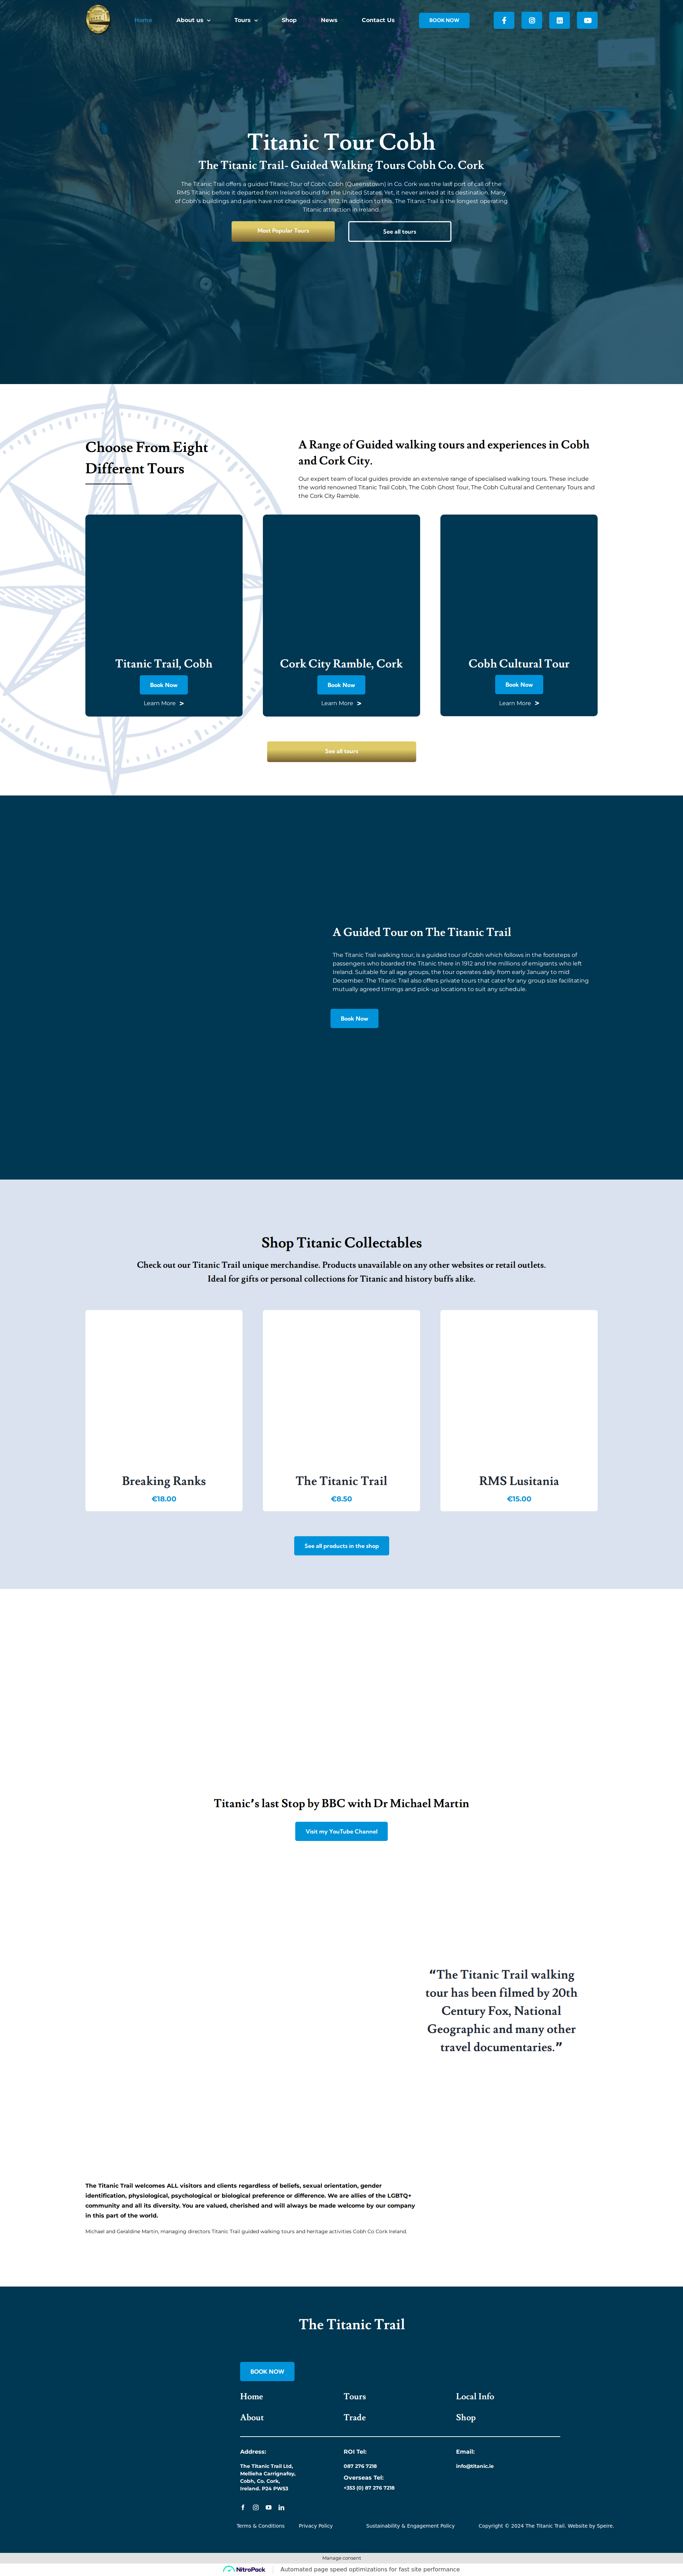 Home
About us
Tours
Shop
News
Contact Us
BOOK NOW
Titanic Tour Cobh
The Titanic Trail- Guided Walking Tours Cobh Co. Cork
The Titanic Trail offers a guided Titanic Tour of Cobh. Cobh (Queenstown) in Co. Cork was the last port of call of the
RMS Titanic before it departed from Ireland bound for the United States. Yet, it never arrived at its destination. Many
of Cobh's buildings and piers have not changed since 1912. In addition to this, The Titanic Trail is the longest operating
Titanic attraction in Ireland.
Most Popular Tours
See all tours
Choose From Eight
Different Tours
A Range of Guided walking tours and experiences in Cobh
and Cork City.
Our expert team of local guides provide an extensive range of specialised walking tours. These include
the world renowned Titanic Trail Cobh, The Cobh Ghost Tour, The Cobh Cultural and Centenary Tours and
the Cork City Ramble.
Titanic Trail, Cobh
Book Now
Learn More >
Cork City Ramble, Cork
Book Now
Learn More >
Cobh Cultural Tour
Book Now
Learn More >
See all tours
A Guided Tour on The Titanic Trail
The Titanic Trail walking tour, is a guided tour of Cobh which follows in the footsteps of
passengers who boarded the Titanic there in 1912 and the millions of emigrants who left
Ireland. Suitable for all age groups, the tour operates daily from early January to mid
December. The Titanic Trail also offers private tours that cater for any group size facilitating
mutually agreed timings and pick-up locations to suit any schedule.
Book Now
Shop Titanic Collectables
Check out our Titanic Trail unique merchandise. Products unavailable on any other websites or retail outlets.
Ideal for gifts or personal collections for Titanic and history buffs alike.
Breaking Ranks
€18.00
The Titanic Trail
€8.50
RMS Lusitania
€15.00
See all products in the shop
Titanic's last Stop by BBC with Dr Michael Martin
Visit my YouTube Channel
“The Titanic Trail walking
tour has been filmed by 20th
Century Fox, National
Geographic and many other
travel documentaries.”
The Titanic Trail welcomes ALL visitors and clients regardless of beliefs, sexual orientation, gender
identification, physiological, psychological or biological preference or difference. We are allies of the LGBTQ+
community and all its diversity. You are valued, cherished and will always be made welcome by our company
in this part of the world.
Michael and Geraldine Martin, managing directors Titanic Trail guided walking tours and heritage activities Cobh Co Cork Ireland.
The Titanic Trail
BOOK NOW
Home
Tours
Local Info
About
Trade
Shop
Address:
The Titanic Trail Ltd,
Mellieha Carrignafoy,
Cobh, Co. Cork,
Ireland. P24 PW53
ROI Tel:
087 276 7218
Overseas Tel:
+353 (0) 87 276 7218
Email:
info@titanic.ie
Terms & Conditions
Privacy Policy
Sustainability & Engagement Policy
Copyright © 2024 The Titanic Trail. Website by Speire.
Manage consent
NitroPack
Automated page speed optimizations for fast site performance